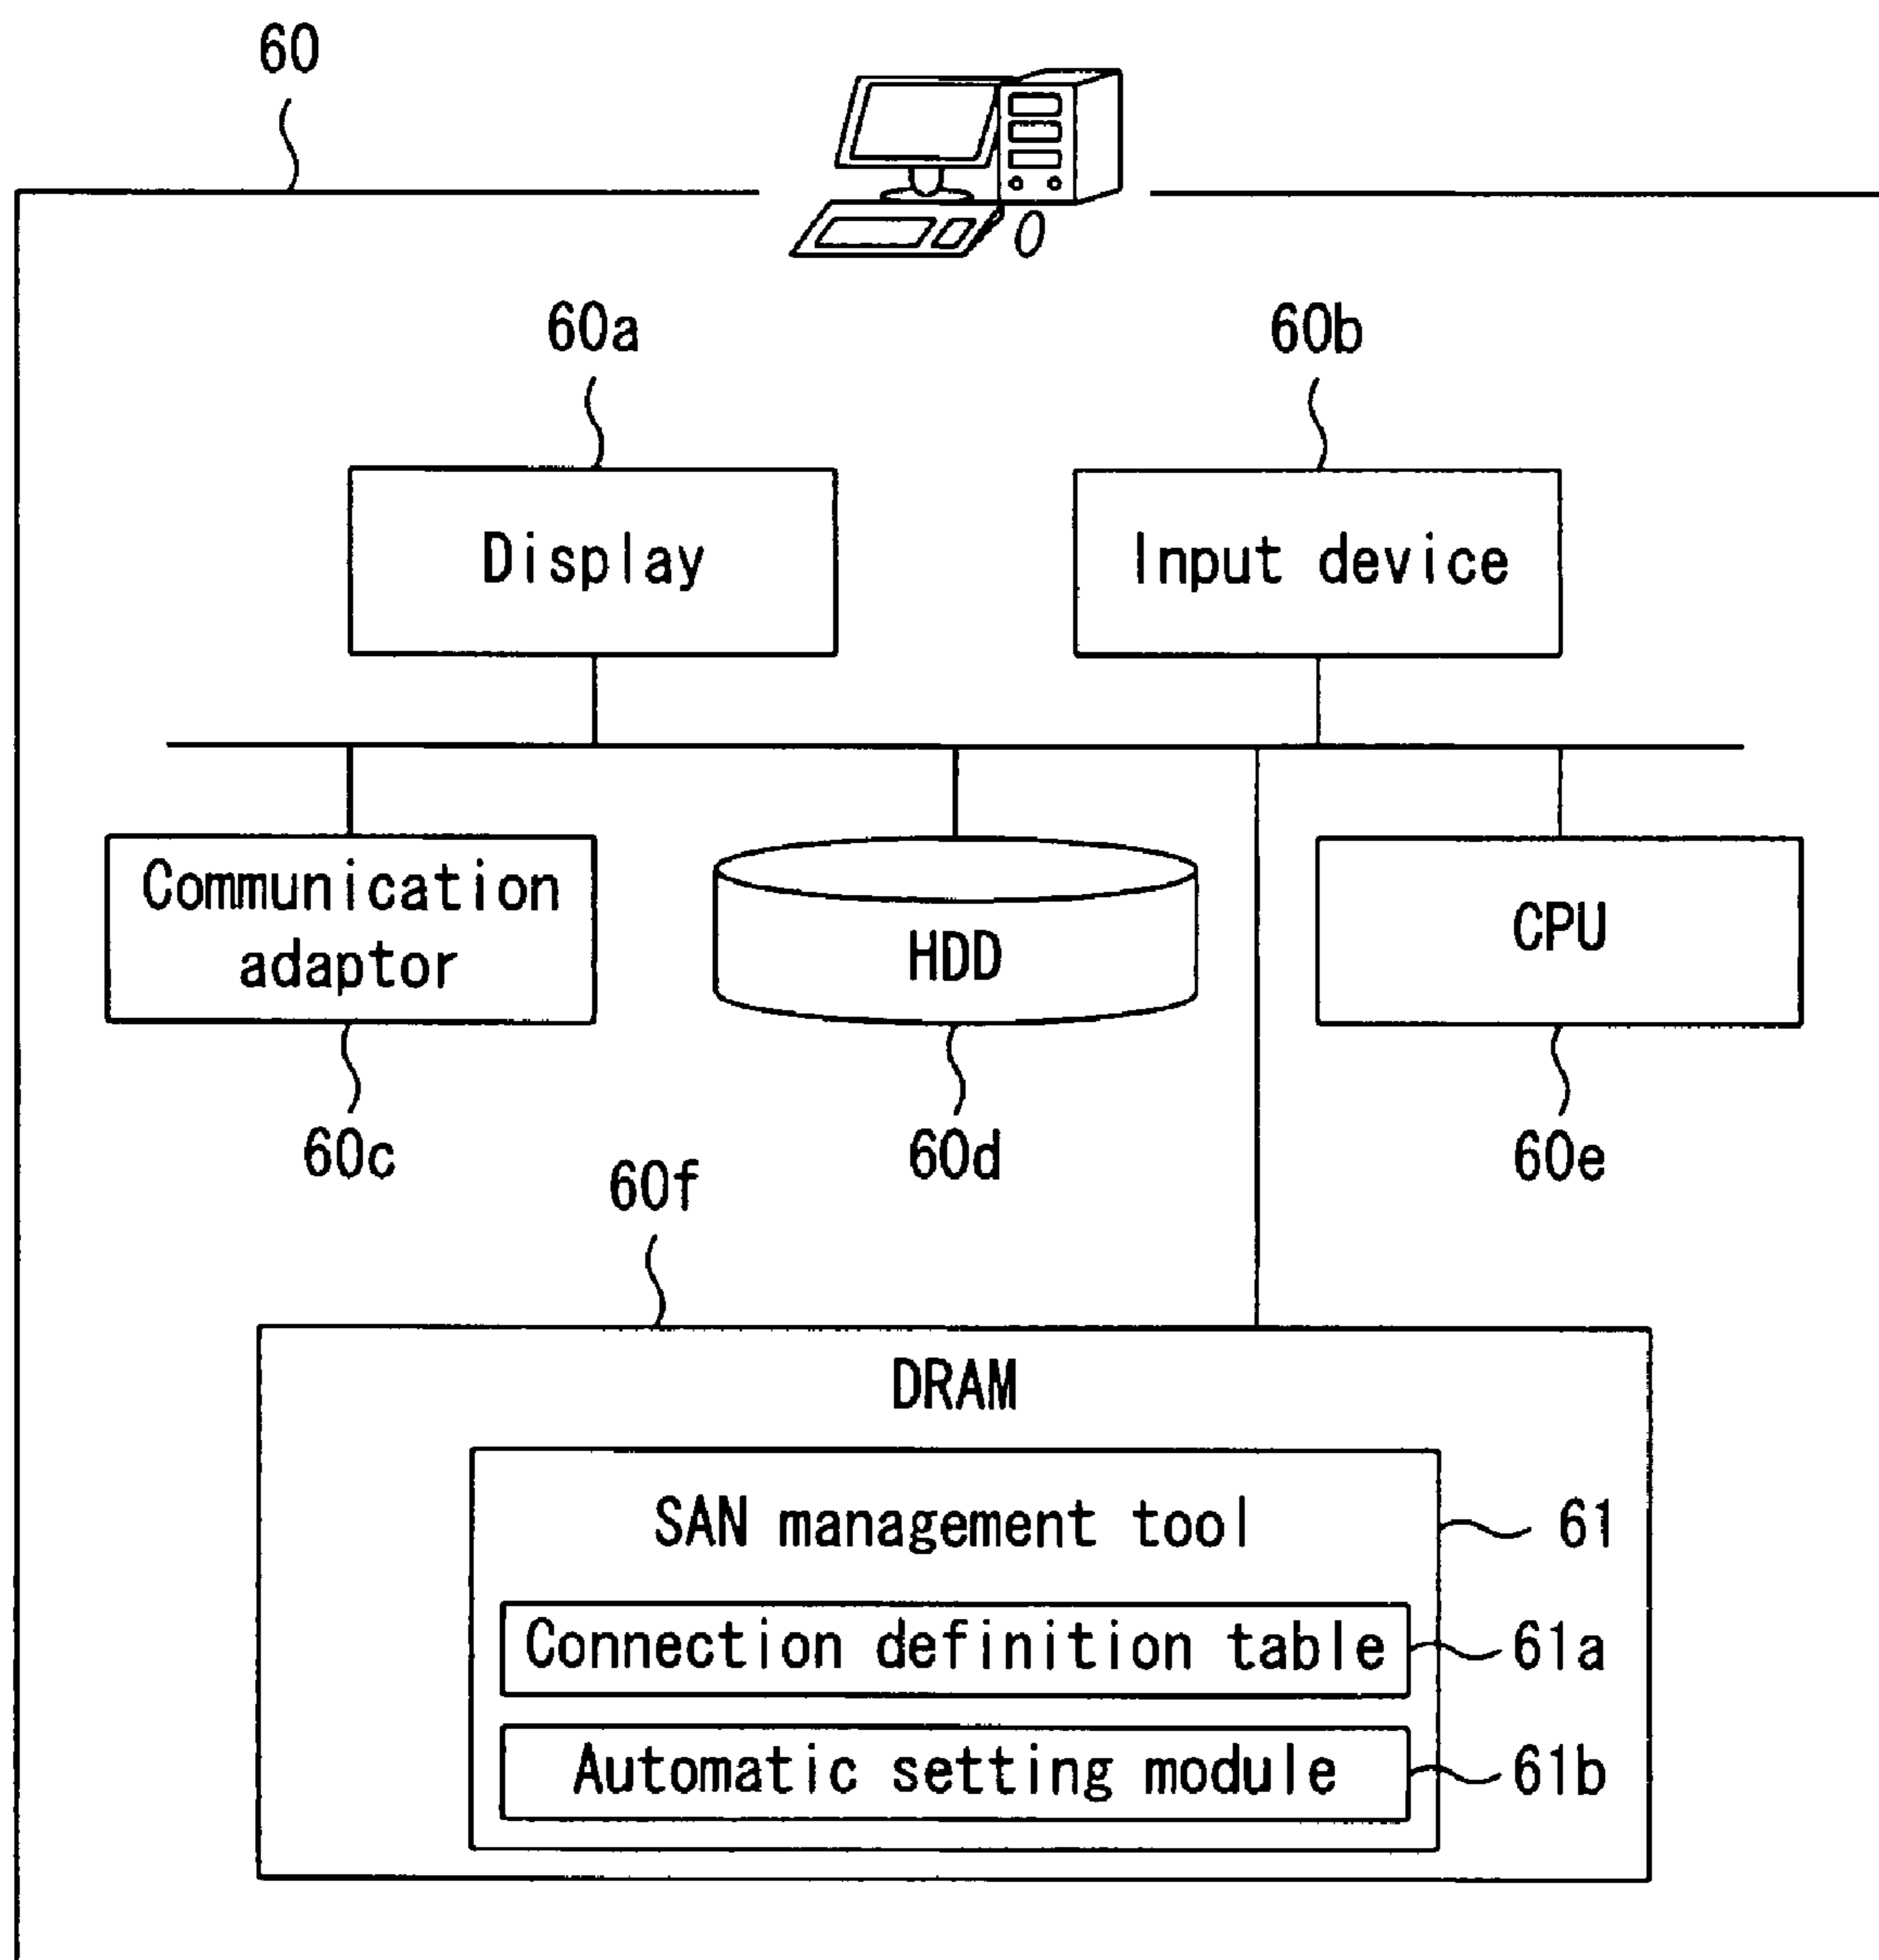 60
60a
60b
Display
Input device
Communication
adaptor
HDD
CPU
60c
60d
60e
60f
DRAM
SAN management tool
61
Connection definition table
61a
Automatic setting module
61b